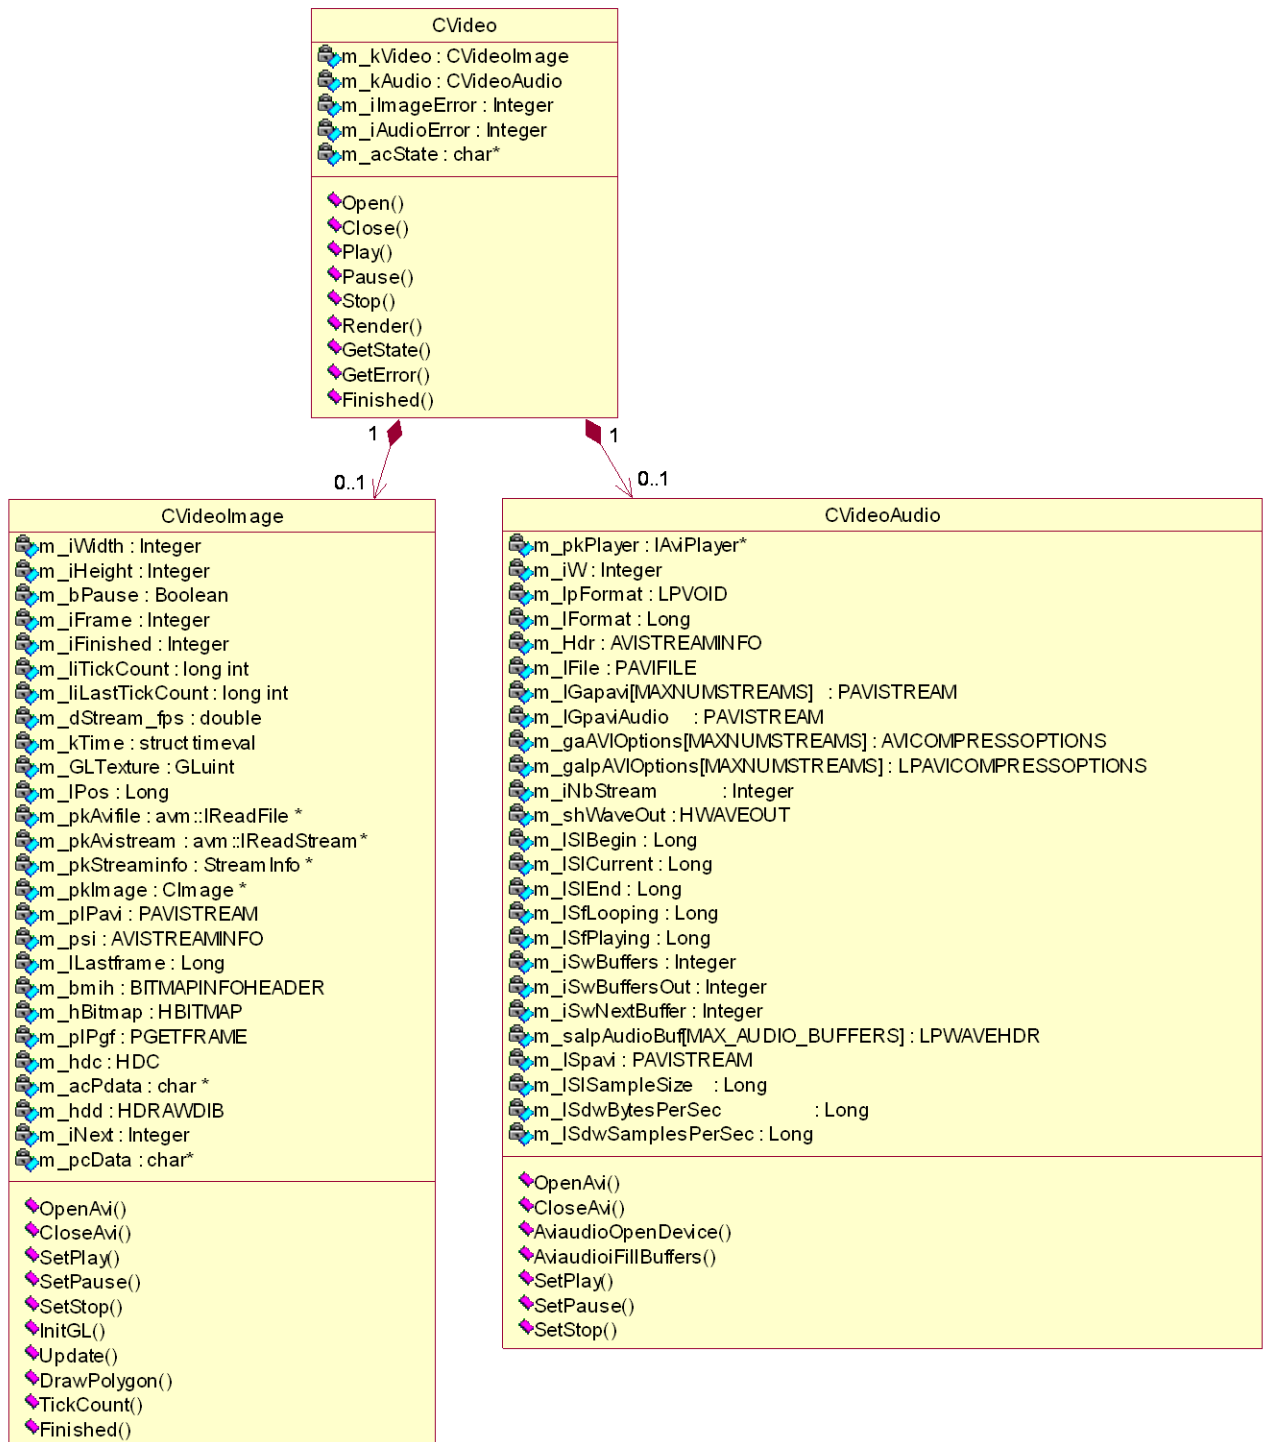 CVideo
m_kVideo : CVideoImage
m_kAudio : CVideoAudio
m_iImageError : Integer
m_iAudioError : Integer
m_acState : char*
Open()
Close()
Play()
Pause()
Stop()
Render()
GetState()
GetError()
Finished()
1
1
0..1
0..1
CVideoImage
m_iWidth : Integer
m_iHeight : Integer
m_bPause : Boolean
m_iFrame : Integer
m_iFinished : Integer
m_liTickCount : long int
m_liLastTickCount : long int
m_dStream_fps : double
m_kTime : struct timeval
m_GLTexture : GLuint
m_lPos : Long
m_pkAvifile : avm::IReadFile *
m_pkAvistream : avm::IReadStream *
m_pkStreaminfo : StreamInfo *
m_pkImage : CImage *
m_plPavi : PAVISTREAM
m_psi : AVISTREAMINFO
m_lLastframe : Long
m_bmih : BITMAPINFOHEADER
m_hBitmap : HBITMAP
m_plPgf : PGETFRAME
m_hdc : HDC
m_acPdata : char *
m_hdd : HDRAWDIB
m_iNext : Integer
m_pcData : char*
OpenAvi()
CloseAvi()
SetPlay()
SetPause()
SetStop()
InitGL()
Update()
DrawPolygon()
TickCount()
Finished()
CVideoAudio
m_pkPlayer : IAviPlayer*
m_iW : Integer
m_lpFormat : LPVOID
m_lFormat : Long
m_Hdr : AVISTREAMINFO
m_lFile : PAVIFILE
m_lGapavi[MAXNUMSTREAMS] : PAVISTREAM
m_lGpaviAudio : PAVISTREAM
m_gaAVIOptions[MAXNUMSTREAMS] : AVICOMPRESSOPTIONS
m_galpAVIOptions[MAXNUMSTREAMS] : LPAVICOMPRESSOPTIONS
m_iNbStream : Integer
m_shWaveOut : HWAVEOUT
m_lSlBegin : Long
m_lSlCurrent : Long
m_lSlEnd : Long
m_lSfLooping : Long
m_lSfPlaying : Long
m_iSwBuffers : Integer
m_iSwBuffersOut : Integer
m_iSwNextBuffer : Integer
m_salpAudioBuf[MAX_AUDIO_BUFFERS] : LPWAVEHDR
m_lSpavi : PAVISTREAM
m_lSlSampleSize : Long
m_lSdwBytesPerSec : Long
m_lSdwSamplesPerSec : Long
OpenAvi()
CloseAvi()
AviaudioOpenDevice()
AviaudioiFillBuffers()
SetPlay()
SetPause()
SetStop()